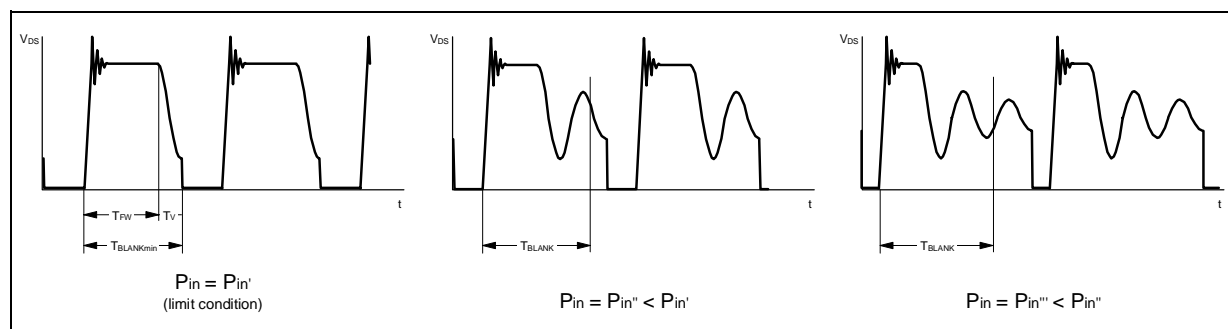 VDS
t
TFW
TV
TBLANKmin
Pin = Pin'
(limit condition)
VDS
t
TBLANK
Pin = Pin'' < Pin'
VDS
t
TBLANK
Pin = Pin''' < Pin''